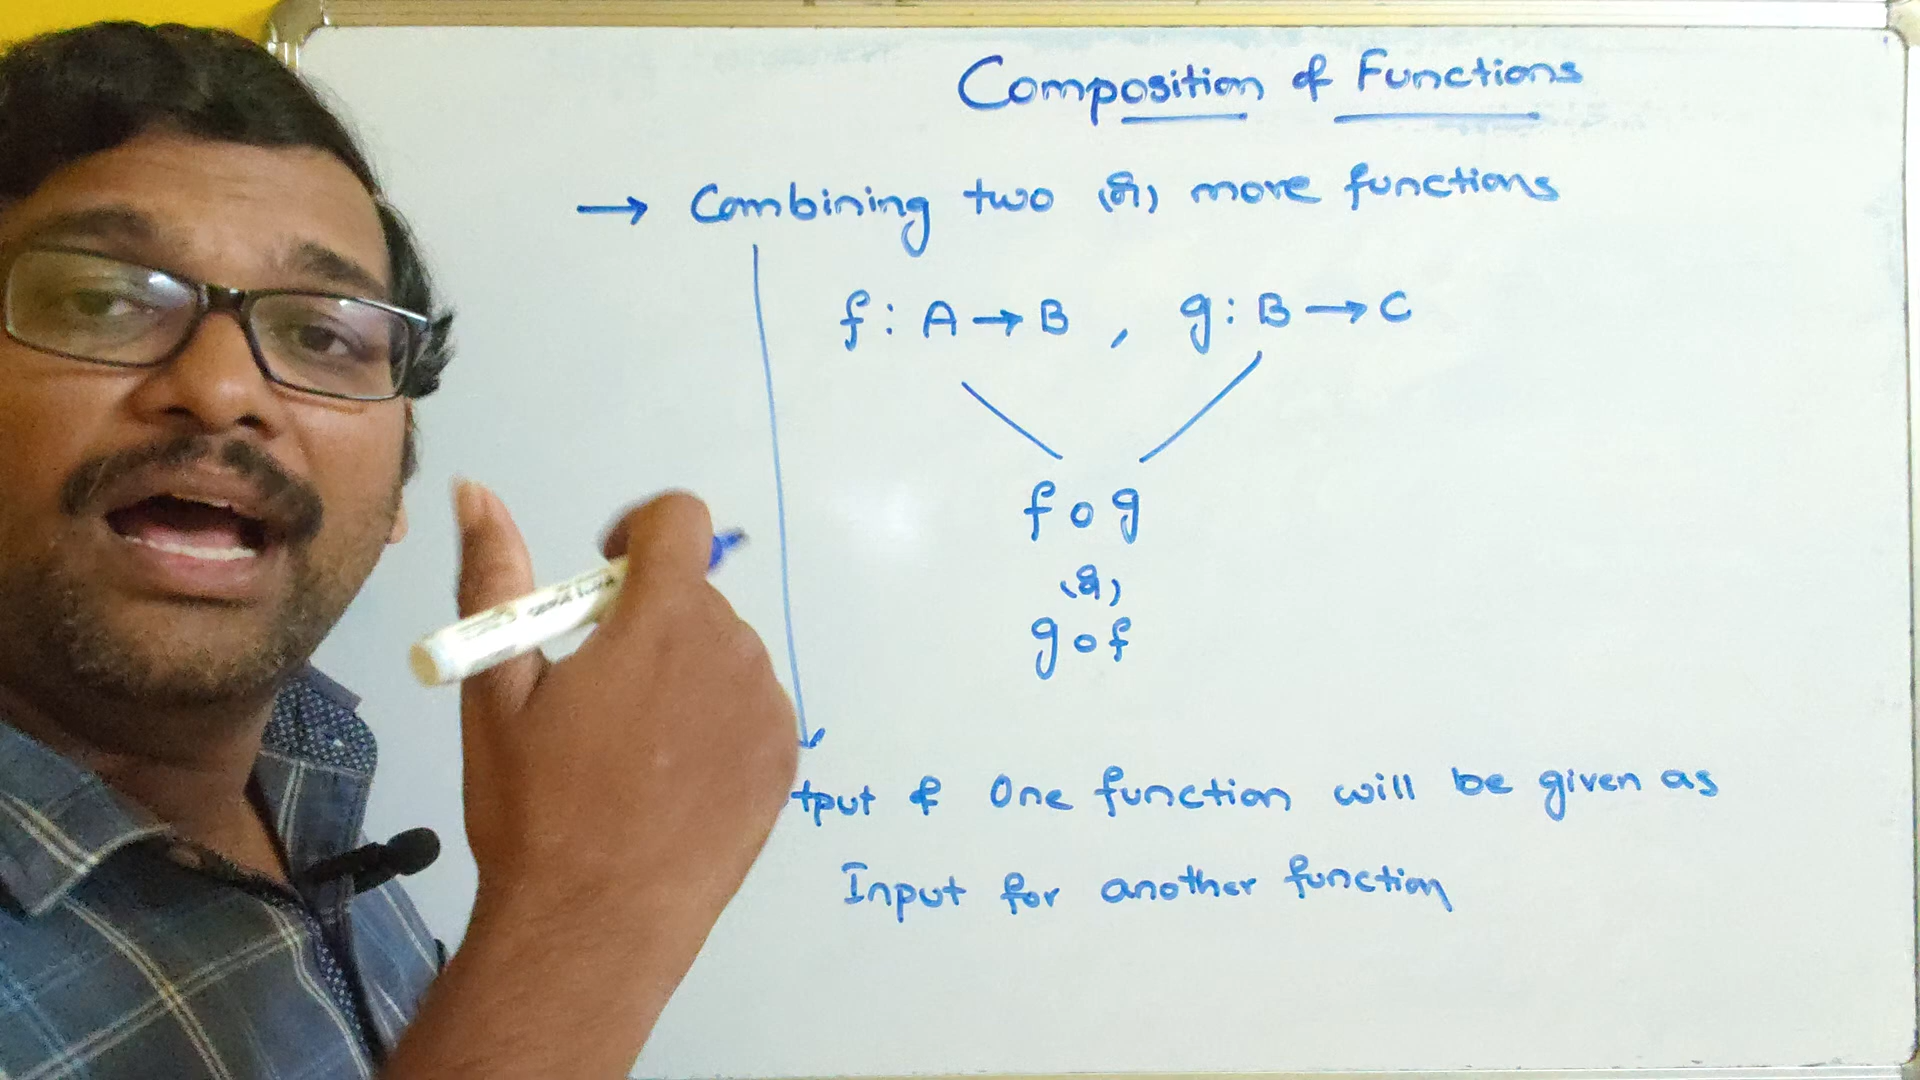 Composition of Functions
→ Combining two (or) more functions
f : A → B , g : B → C
f o g
(or)
g o f
tput of One function will be given as
Input for another function